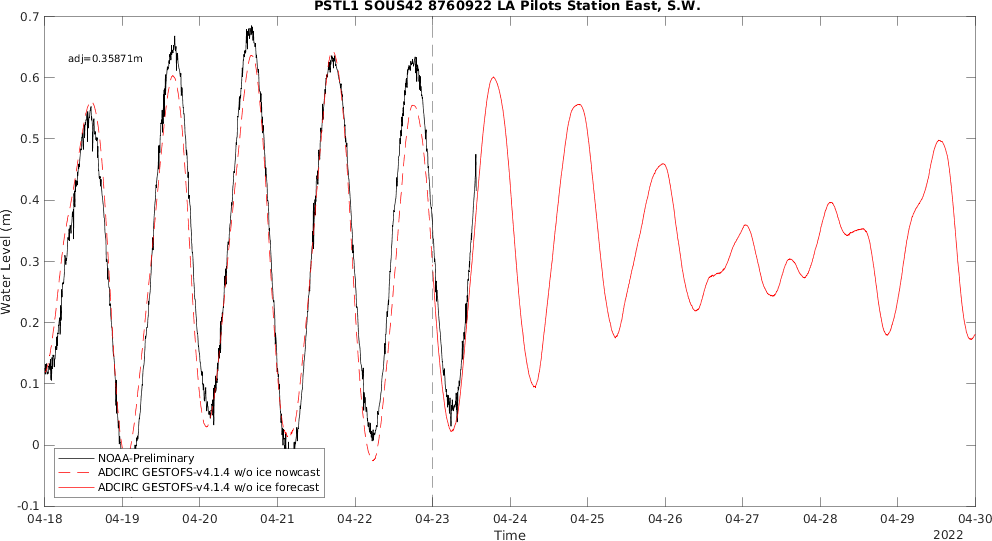 PSTL1 SOUS42 8760922 LA Pilots Station East, S.W.
adj=0.35871m
0.7
0.6
0.5
0.4
0.3
0.2
0.1
0
-0.1
Water Level (m)
NOAA-Preliminary
ADCIRC GESTOFS-v4.1.4 w/o ice nowcast
ADCIRC GESTOFS-v4.1.4 w/o ice forecast
04-18 04-19 04-20 04-21 04-22 04-23 04-24 04-25 04-26 04-27 04-28 04-29 04-30
Time
2022